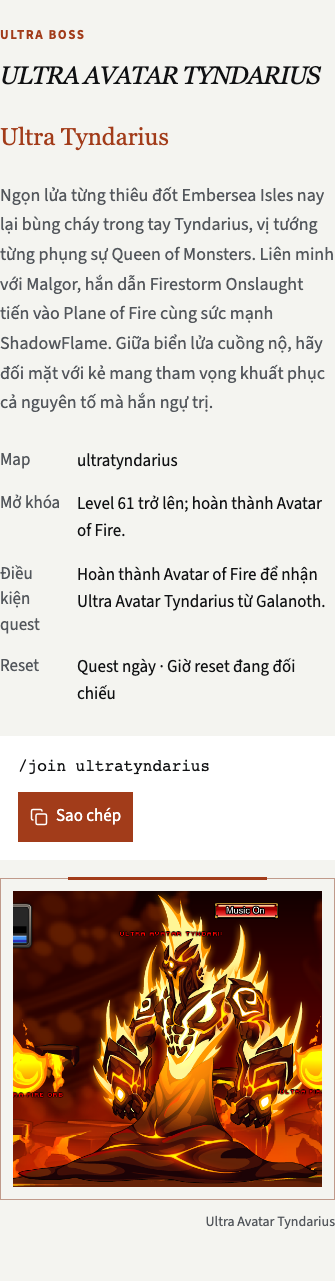 ULTRA BOSS
ULTRA AVATAR TYNDARIUS
Ultra Tyndarius
Ngọn lửa từng thiêu đốt Embersea Isles nay
lại bùng cháy trong tay Tyndarius, vị tướng
từng phụng sự Queen of Monsters. Liên minh
với Malgor, hắn dẫn Firestorm Onslaught
tiến vào Plane of Fire cùng sức mạnh
ShadowFlame. Giữa biển lửa cuồng nộ, hãy
đối mặt với kẻ mang tham vọng khuất phục
cả nguyên tố mà hắn ngự trị.
Map
ultratyndarius
Mở khóa
Level 61 trở lên; hoàn thành Avatar
of Fire.
Điều
kiện
quest
Hoàn thành Avatar of Fire để nhận
Ultra Avatar Tyndarius từ Galanoth.
Reset
Quest ngày · Giờ reset đang đối
chiếu
/join ultratyndarius
Sao chép
Music On
ULTRA AVATAR TYNDARI
Ultra Avatar Tyndarius